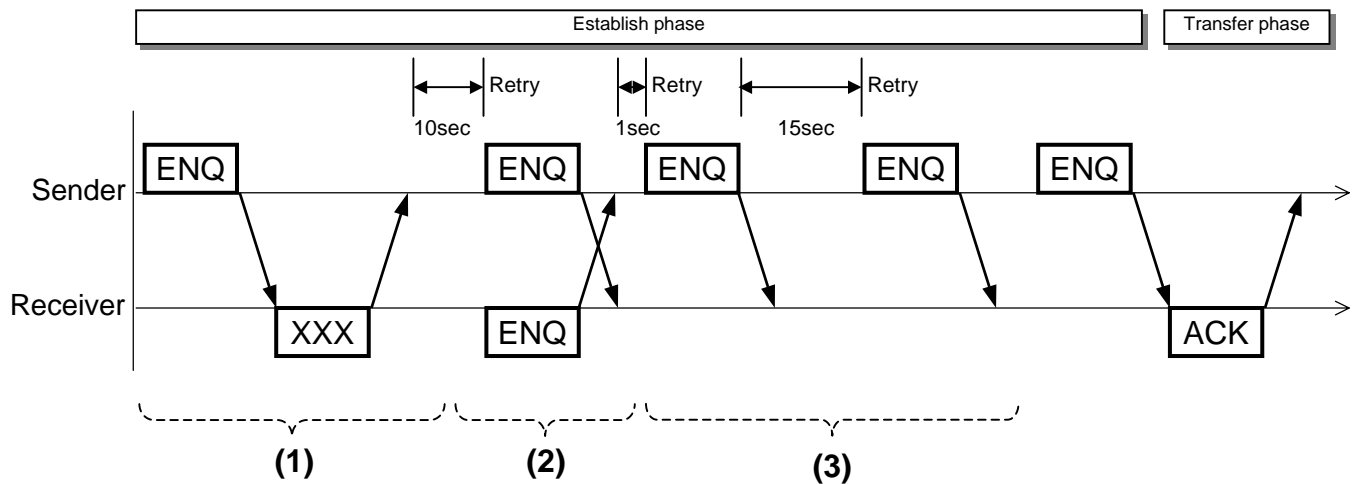 Establish phase Transfer phase
Retry Retry Retry
10sec 1sec 15sec
ENQ ENQ ENQ ENQ ENQ
Sender
Receiver
XXX ENQ ACK
(1) (2) (3)